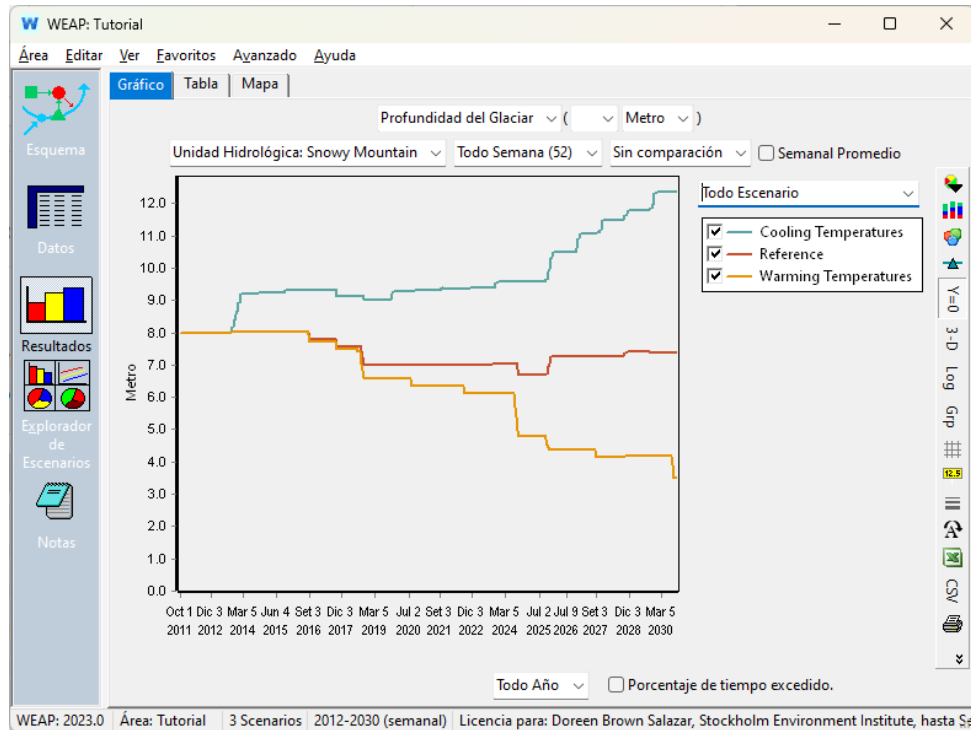 WEAP: Tutorial
Área Editar Ver Favoritos Avanzado Ayuda
Gráfico Tabla Mapa
Profundidad del Glaciar ( Metro )
Unidad Hidrológica: Snowy Mountain Todo Semana (52) Sin comparación Semanal Promedio
Todo Escenario
Cooling Temperatures
Reference
Warming Temperatures
Esquema
Datos
Resultados
Explorador
de
Escenarios
Notas
Metro
12.0
11.0
10.0
9.0
8.0
7.0
6.0
5.0
4.0
3.0
2.0
1.0
0.0
Oct 1 Dic 3 Mar 5 Jun 4 Set 3 Dic 3 Mar 5 Jul 2 Set 3 Dic 3 Mar 5 Jul 2 Jul 9 Set 3 Dic 3 Mar 5
2011 2012 2014 2015 2016 2017 2019 2020 2021 2022 2024 2025 2026 2027 2028 2030
Y=0
3-D
Log
Grp
12.5
A
CSV
Todo Año Porcentaje de tiempo excedido.
WEAP: 2023.0 Área: Tutorial 3 Scenarios 2012-2030 (semanal) Licencia para: Doreen Brown Salazar, Stockholm Environment Institute, hasta